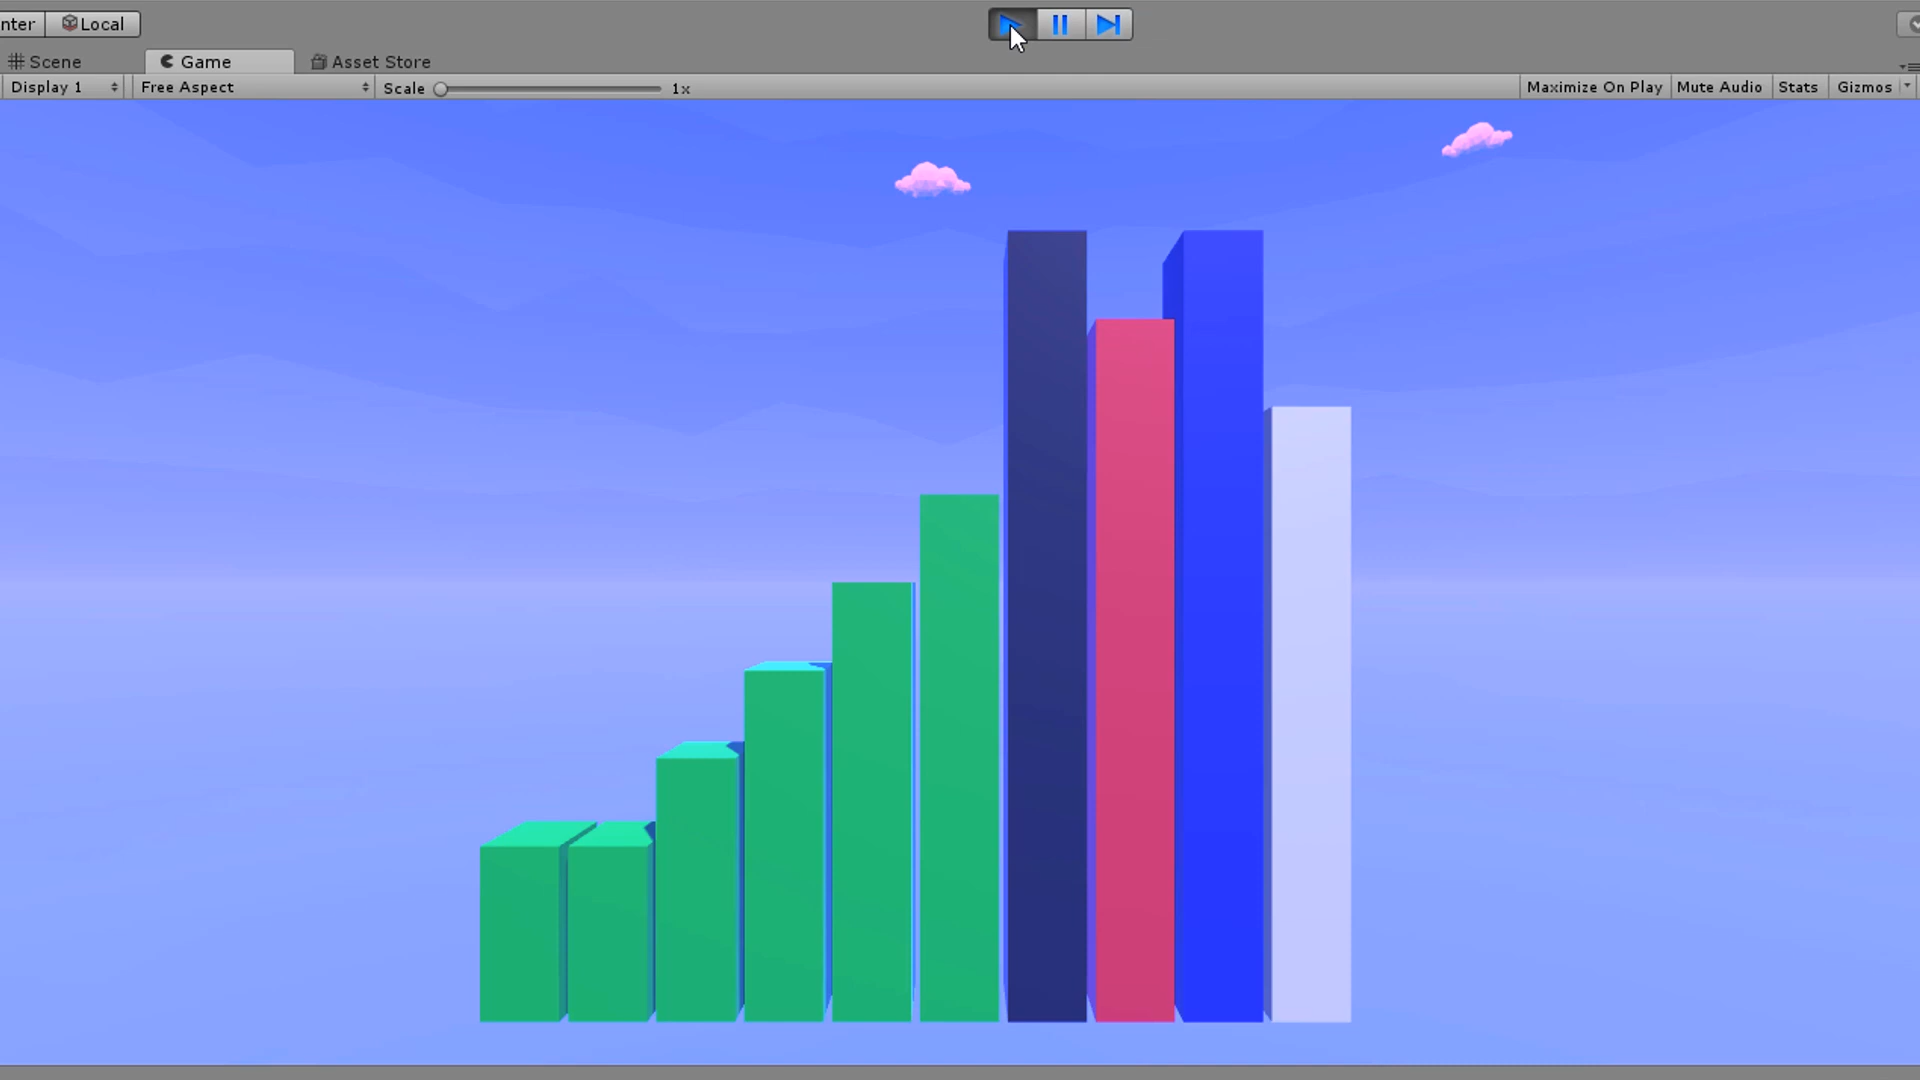 nter Local
Scene Game Asset Store
Display 1 Free Aspect Scale 1x Maximize On Play Mute Audio Stats Gizmos